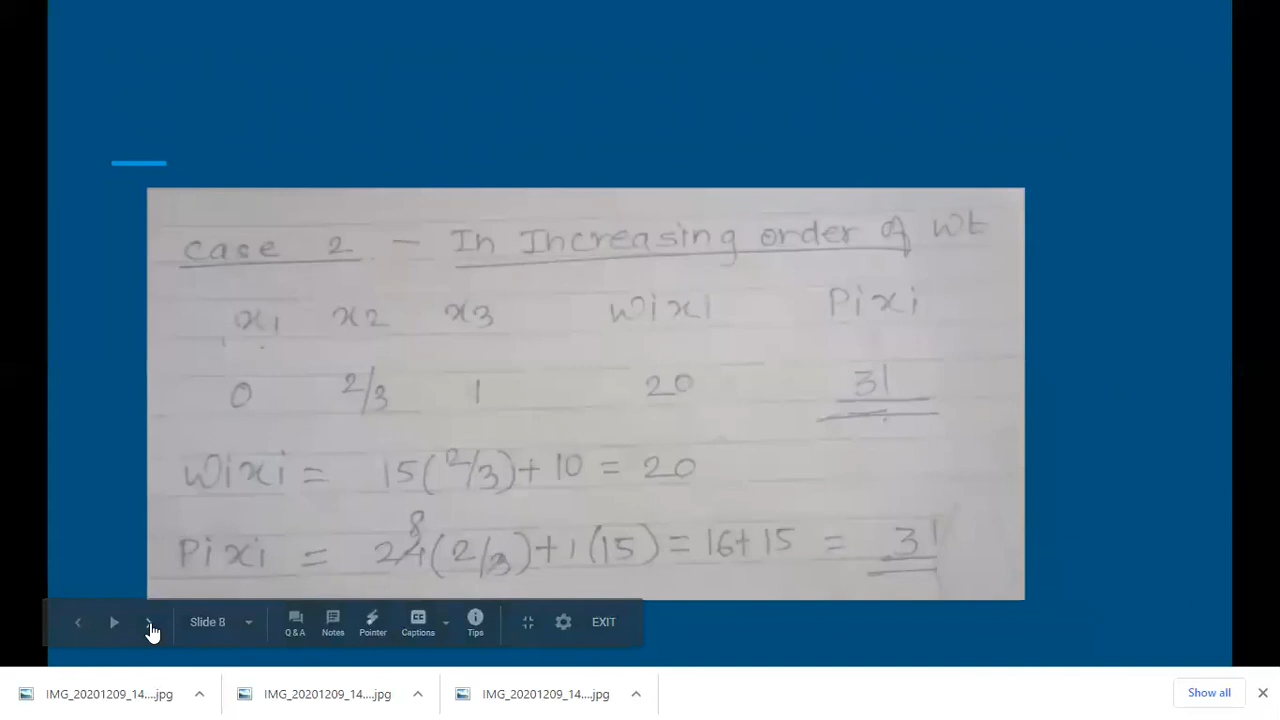 Case 2 - In Increasing order of wt
x1 x2 x3 Wixi Pixi
0 2/3 1 20 31
Wixi = 15(2/3)+10 = 20
8
Pixi = 24(2/3)+1(15) = 16+15 = 31
Slide 8
Q&A Notes Pointer Captions Tips EXIT
IMG_20201209_14....jpg IMG_20201209_14....jpg IMG_20201209_14....jpg Show all